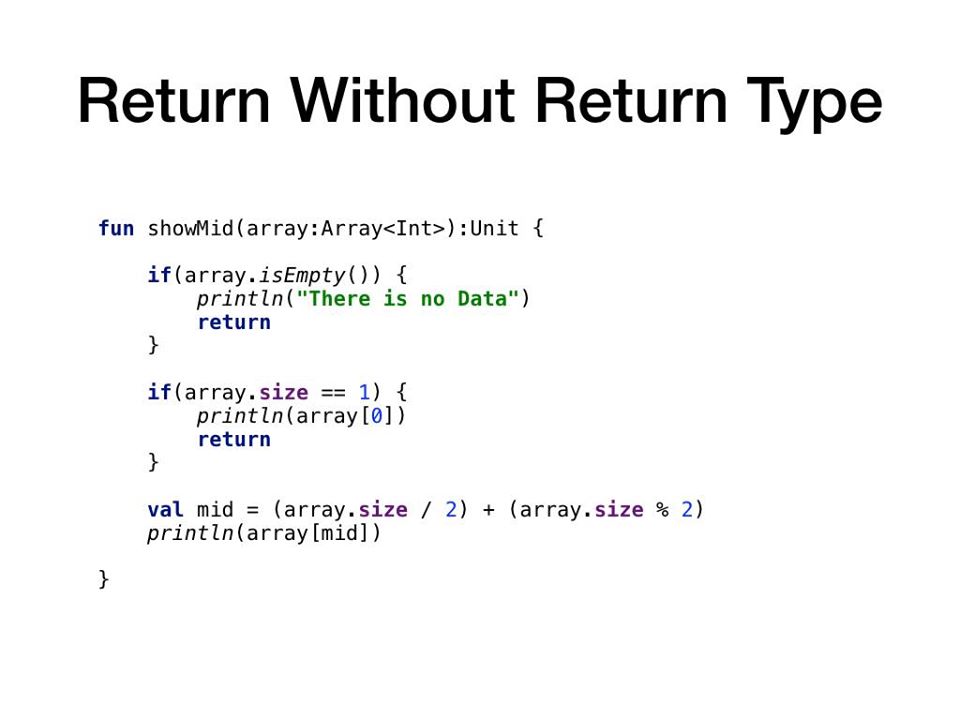 Return Without Return Type
fun showMid(array:Array<Int>):Unit {
if(array.isEmpty()) {
println("There is no Data")
return
}
if(array.size == 1) {
println(array[0])
return
}
val mid = (array.size / 2) + (array.size % 2)
println(array[mid])
}